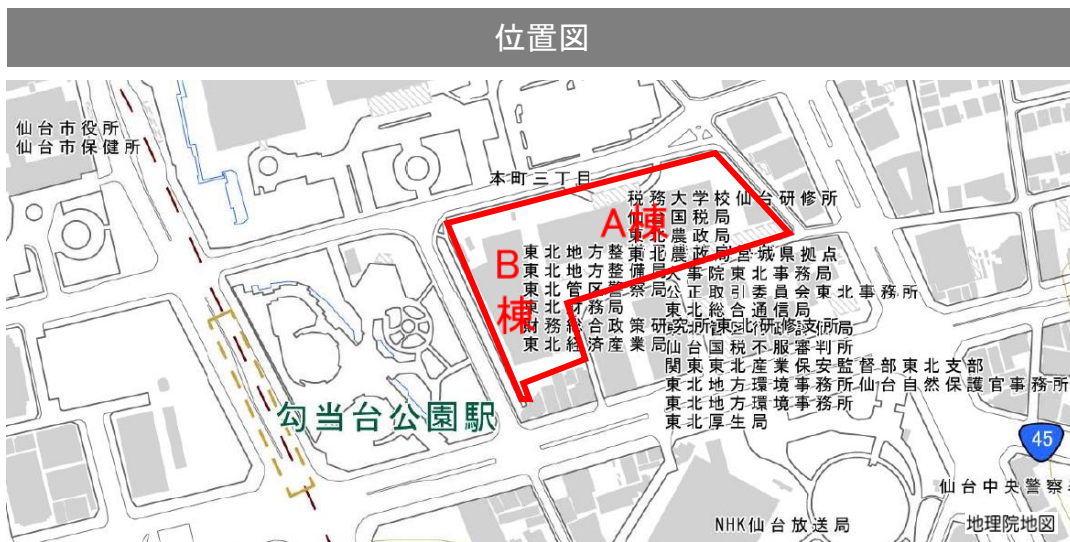 位置図
仙台市役所
仙台市保健所
本町三丁目
税務大学校仙台研修所
仙台国税局
東北農政局
東北農政局宮城県拠点
A棟
B棟
東北地方整備局
東北管区警察局
東北財務局
財務総合政策研究所東北研修支所
東北経済産業局
人事院東北事務局
公正取引委員会東北事務所
東北総合通信局
仙台国税不服審判所
関東東北産業保安監督部東北支部
東北地方環境事務所仙台自然保護官事務所
東北地方環境事務所
東北厚生局
勾当台公園駅
45
仙台中央警察
NHK仙台放送局
地理院地図